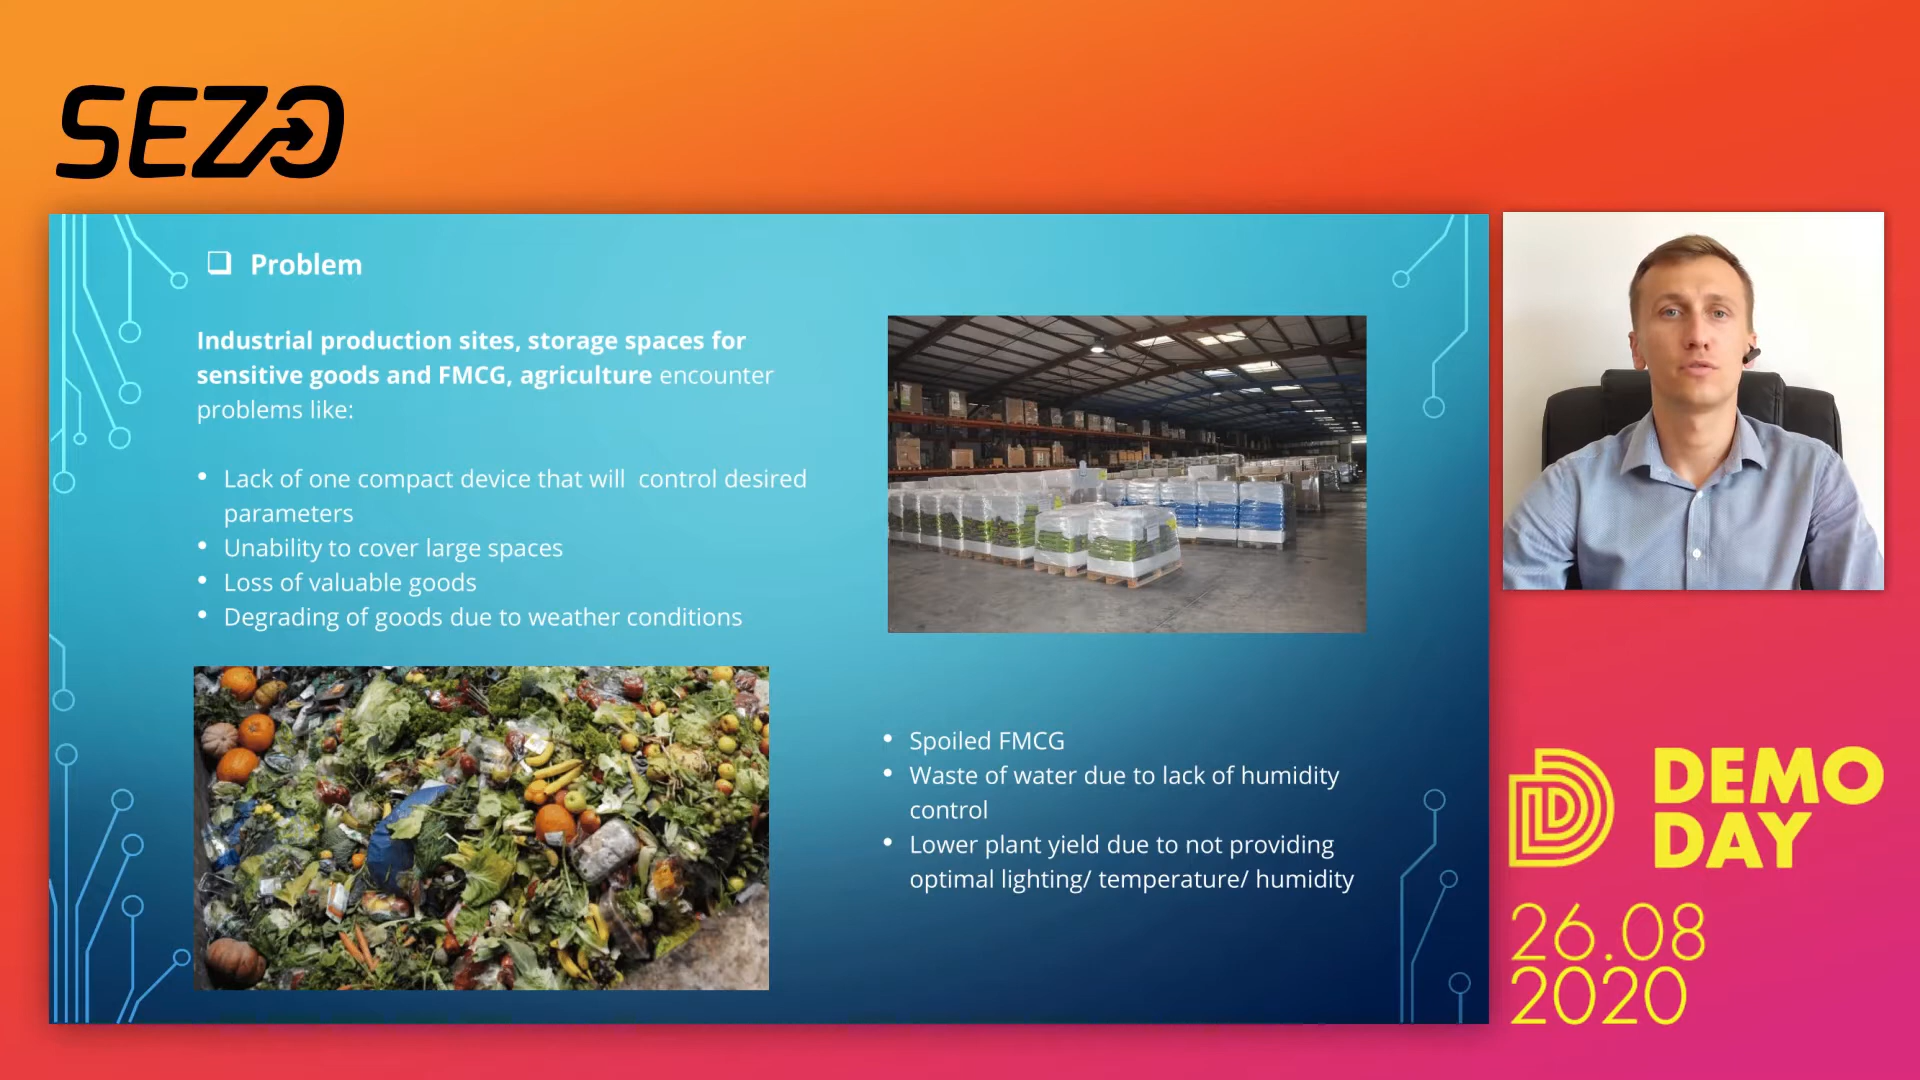 SEZO
❑ Problem
Industrial production sites, storage spaces for
sensitive goods and FMCG, agriculture encounter
problems like:
• Lack of one compact device that will  control desired
parameters
• Unability to cover large spaces
• Loss of valuable goods
• Degrading of goods due to weather conditions
• Spoiled FMCG
• Waste of water due to lack of humidity
control
• Lower plant yield due to not providing
optimal lighting/ temperature/ humidity
DEMO
DAY
26.08
2020